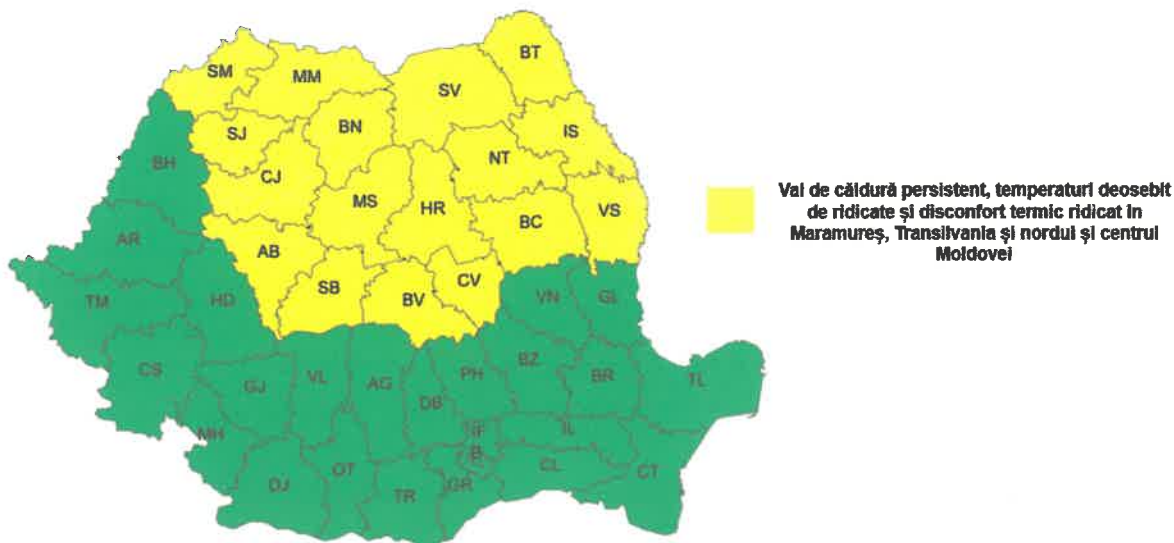 BT
SM
MM
SV
SJ
BN
IS
BH
NT
CJ
MS
HR
BC
VS
AR
AB
SB
BV
CV
TM
HD
VN
GL
CS
GJ
VL
AG
DB
PH
BZ
BR
TL
MH
IF
B
IL
DJ
OT
TR
GR
CL
CT
Val de căldură persistent, temperaturi deosebit
de ridicate și disconfort termic ridicat în
Maramureș, Transilvania și nordul și centrul
Moldovei